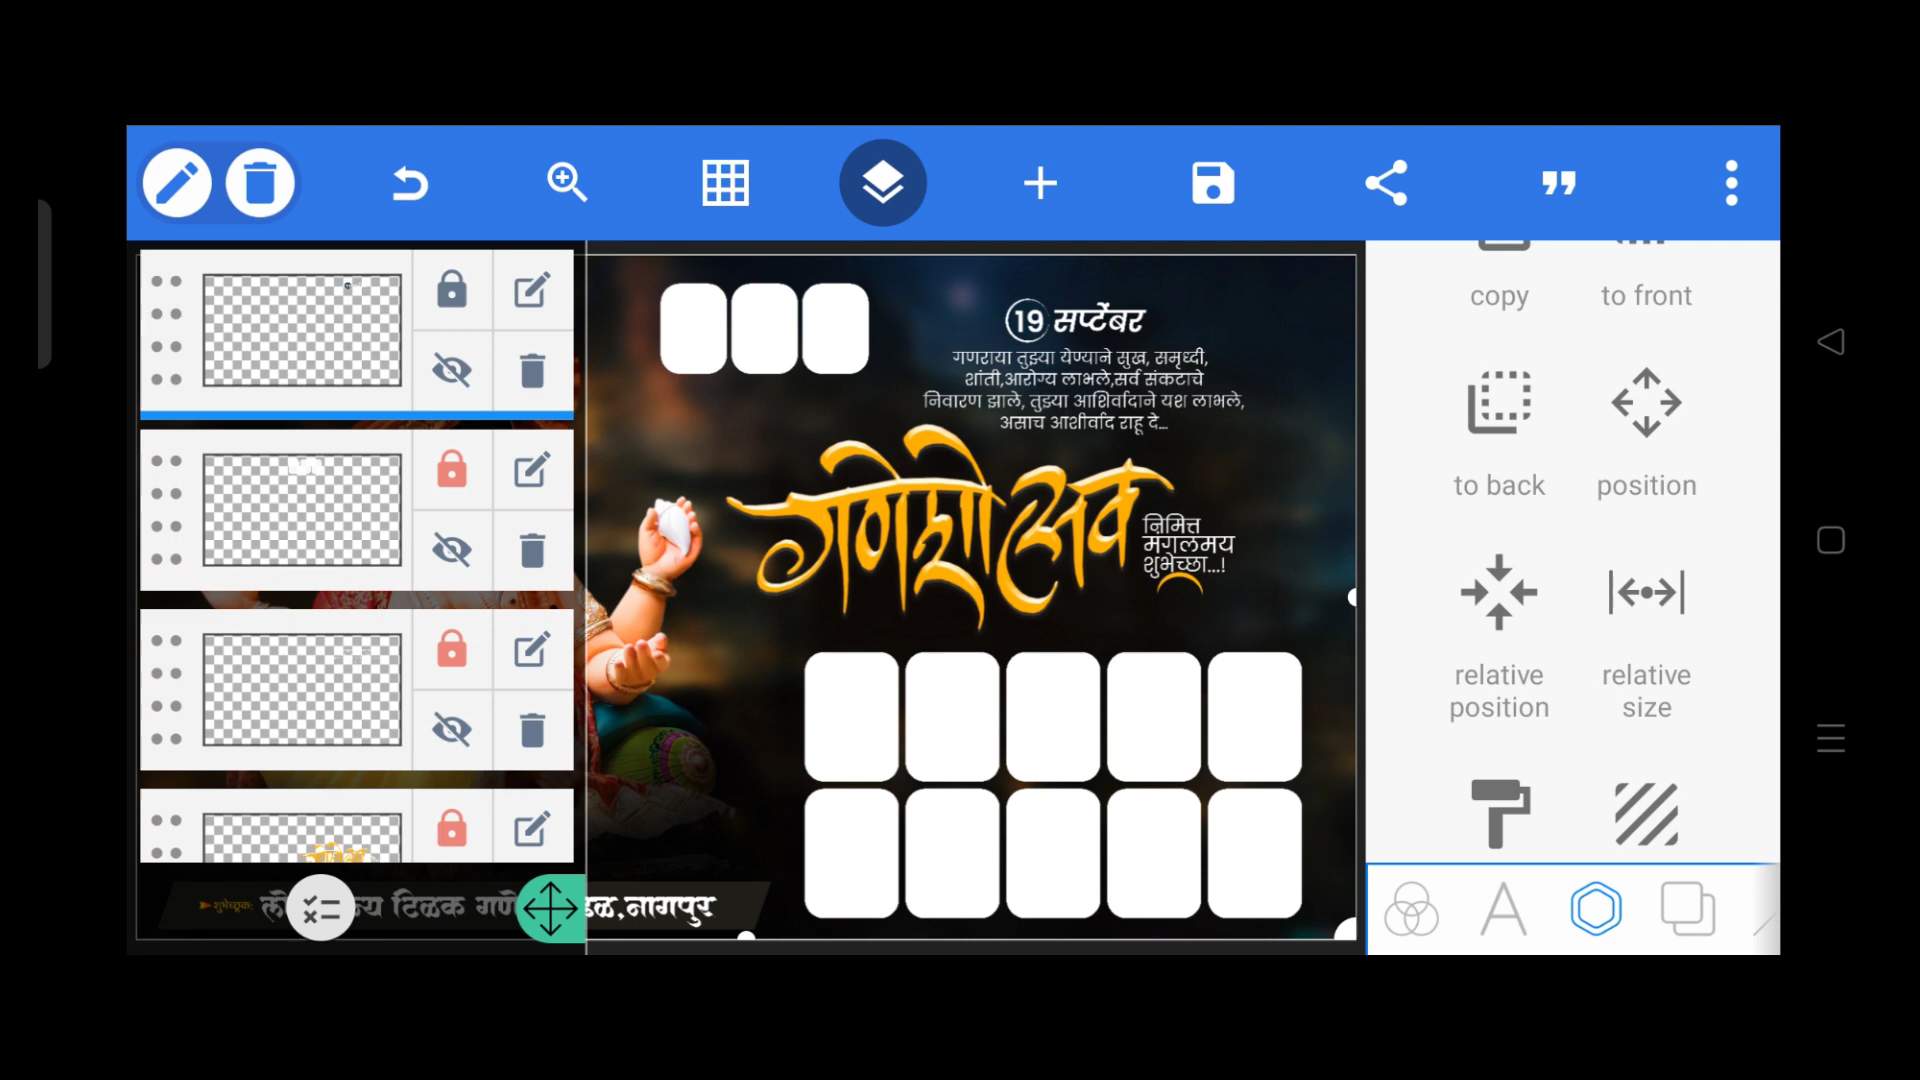 19 सप्टेंबर
गणराया तुझ्या येण्याने सुख, समृध्दी,
शांती,आरोग्य लाभले,सर्व संकटाचे
निवारण झाले, तुझ्या आशिर्वादाने यश लाभले,
असाच आशीर्वाद राहू दे...
गणेशोत्सव
निमित्त
मंगलमय
शुभेच्छा...!
शुभेच्छुक:
टिळक
नागपुर
copy
to front
to back
position
relative
position
relative
size